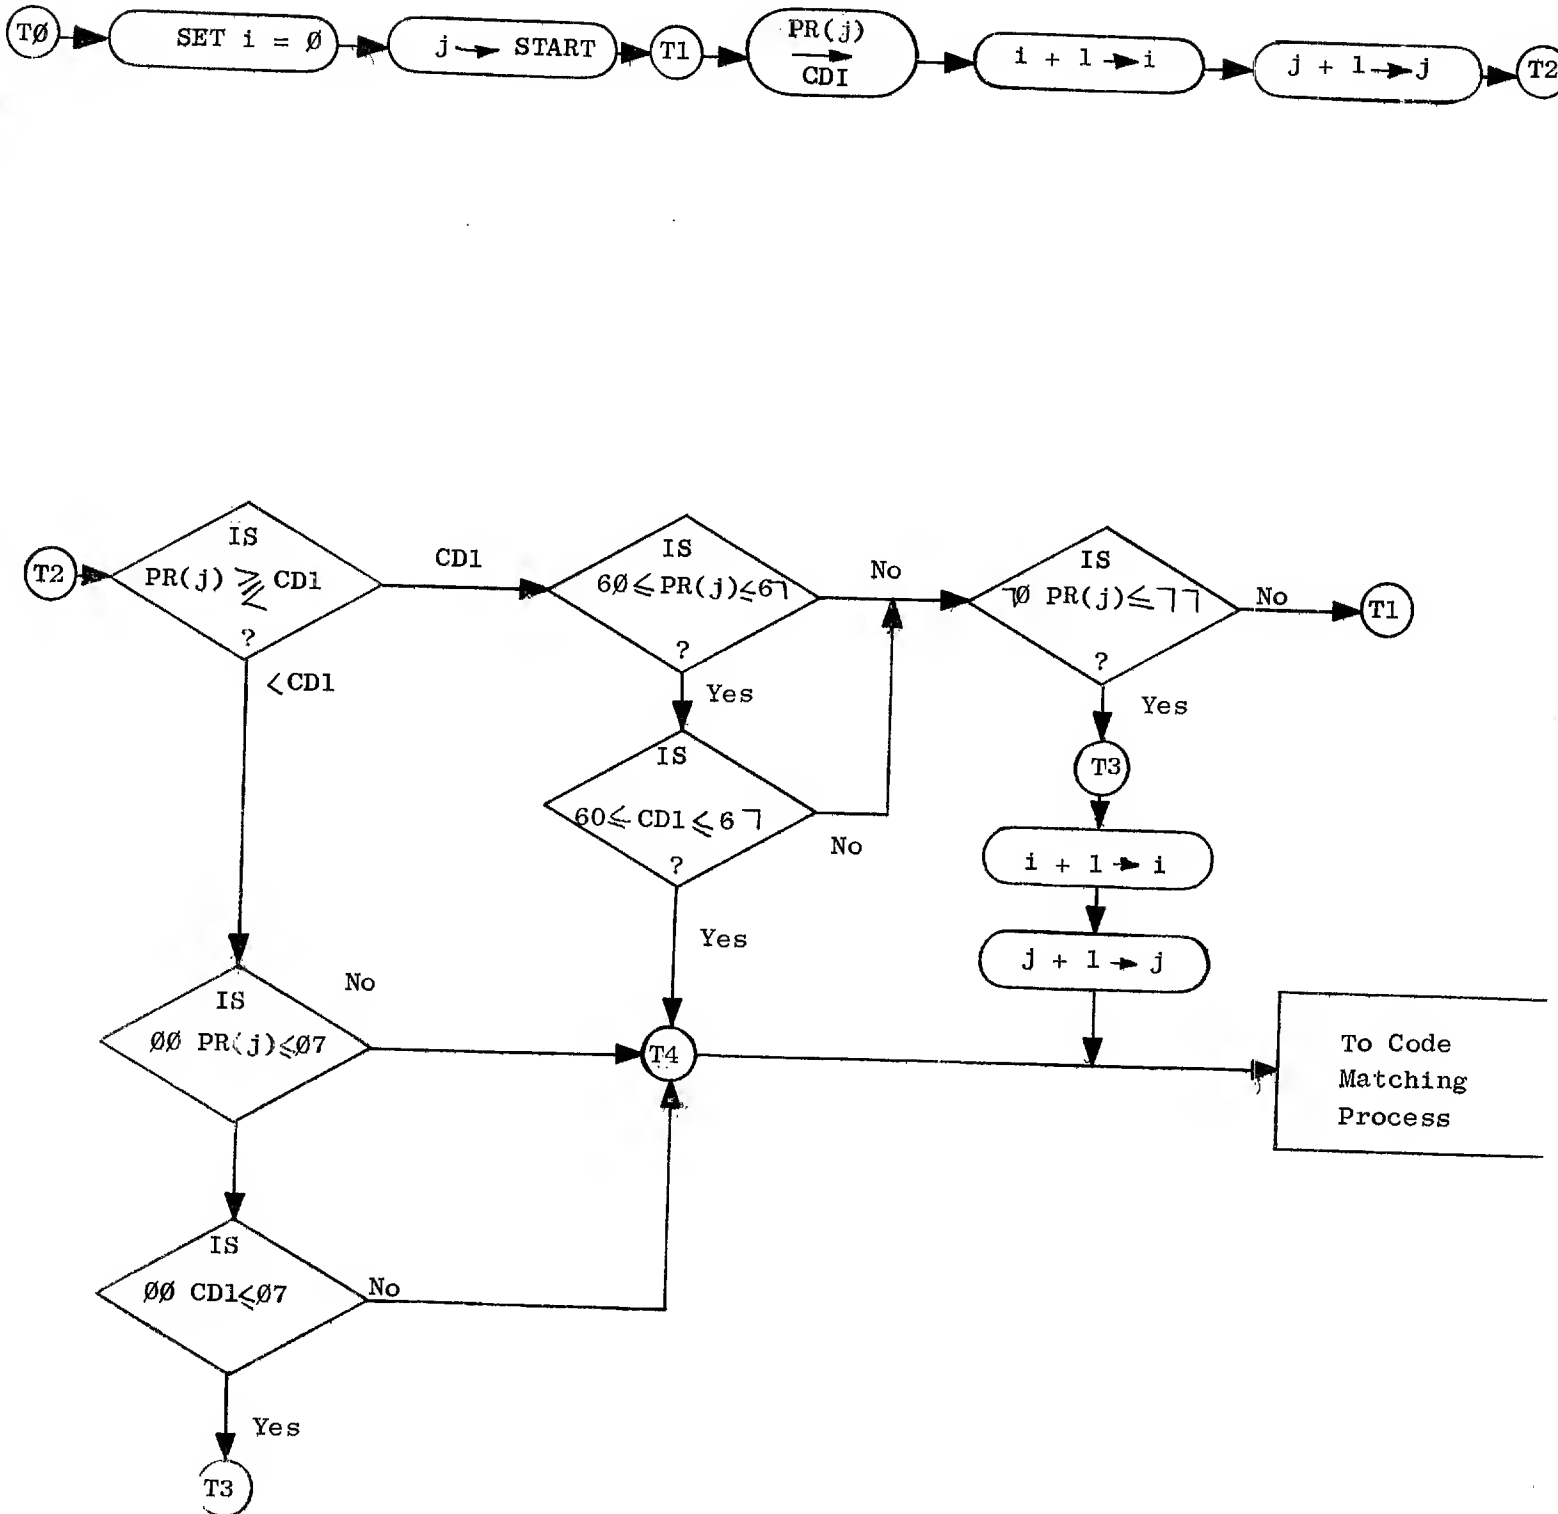 TØ
SET i = Ø
j → START
T1
PR(j)
→
CDI
i + 1 → i
j + 1 → j
T2
T2
IS
PR(j) ⋛ CD1
?
CD1
<CD1
IS
6Ø ≤ PR(j) ≤ 67
?
No
Yes
IS
7Ø PR(j) ≤ 77
?
No
T1
Yes
T3
IS
60 ≤ CD1 ≤ 67
?
No
Yes
i + 1 → i
j + 1 → j
IS
ØØ PR(j) ≤ Ø7
No
T4
To Code
Matching
Process
IS
ØØ CD1 ≤ Ø7
No
Yes
T3